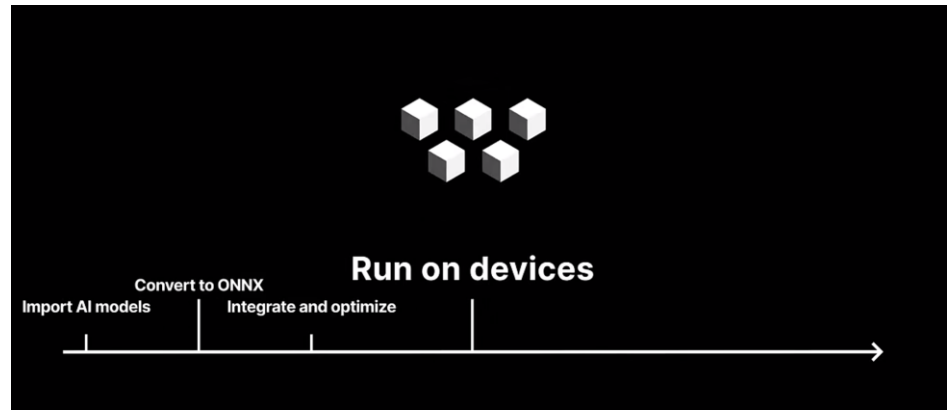 Run on devices
Convert to ONNX
Import AI models
Integrate and optimize